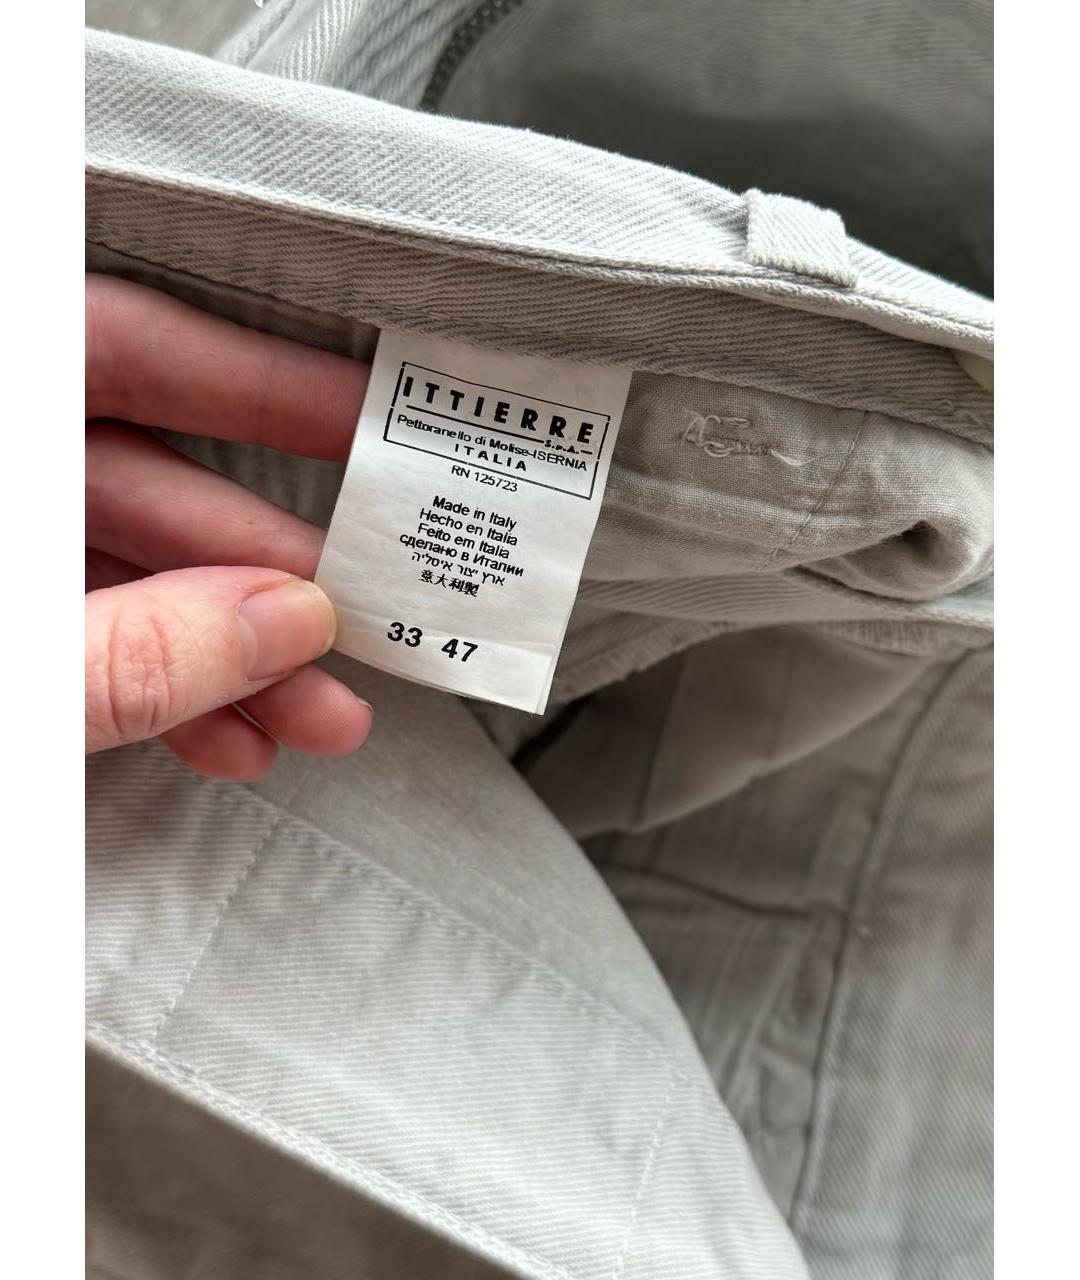 ITTIERRE
S.P.A.
Pettoranello di Molise-ISERNIA
ITALIA
RN 125723
Made in Italy
Hecho en Italia
Feito em Italia
сделано в Италии
ארץ יצור איטליה
意大利製
33 47